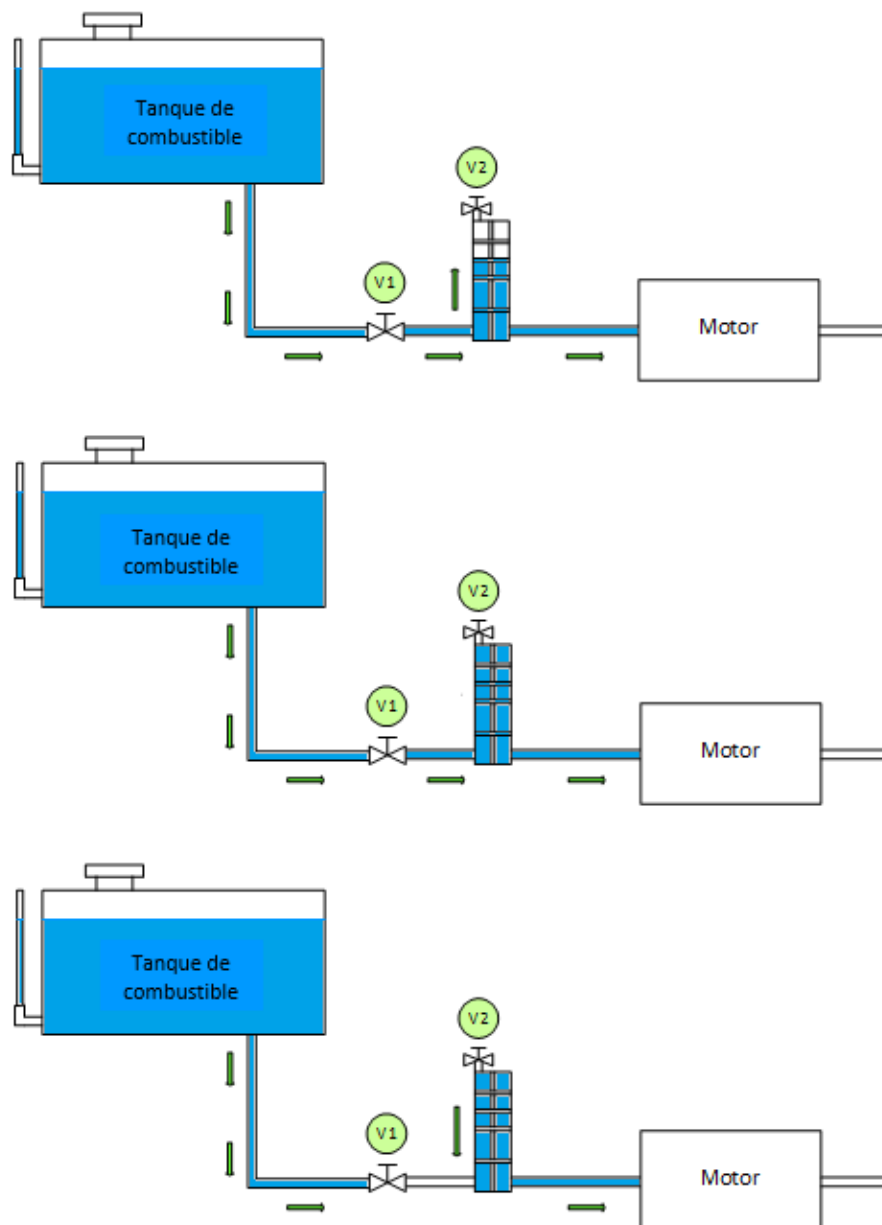 Tanque de
combustible
V2
V1
Motor
Tanque de
combustible
V2
V1
Motor
Tanque de
combustible
V2
V1
Motor